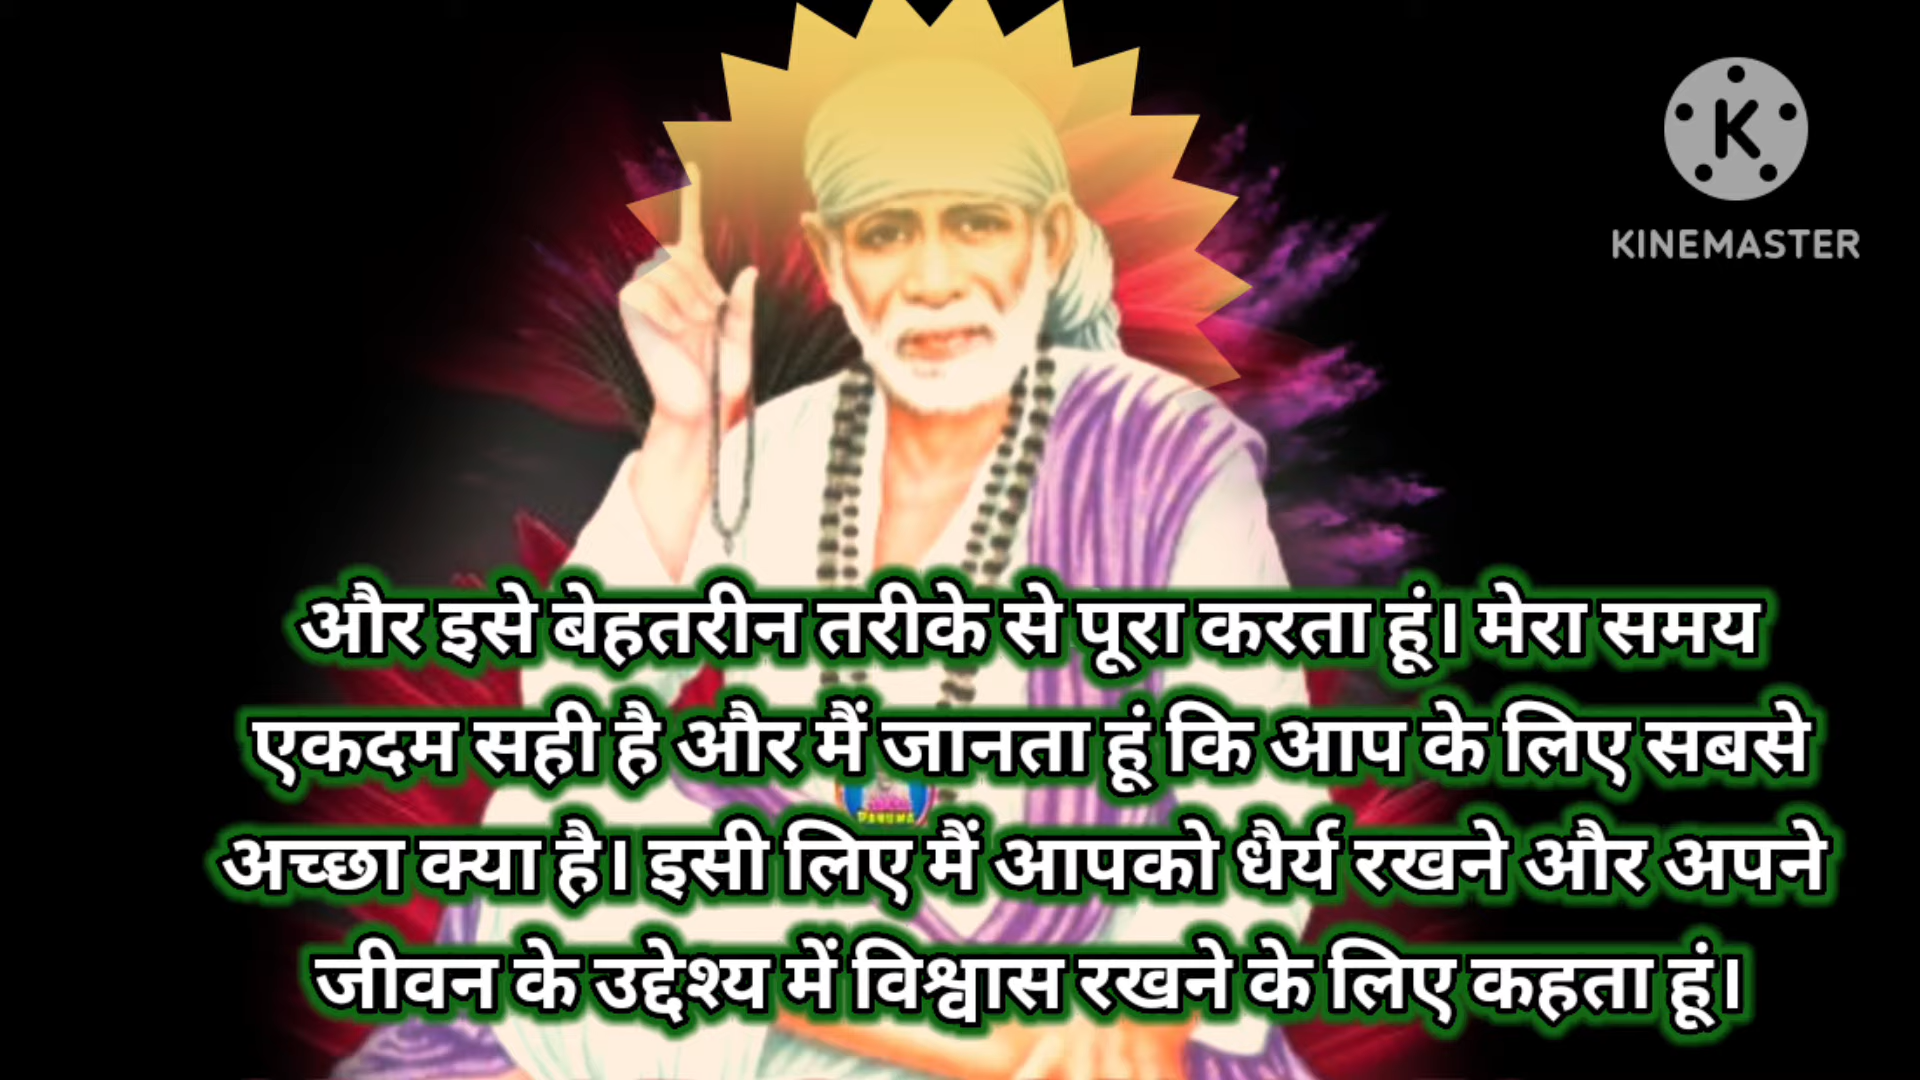 KINEMASTER
और इसे बेहतरीन तरीके से पूरा करता हूं। मेरा समय
एकदम सही है और मैं जानता हूं कि आप के लिए सबसे
अच्छा क्या है। इसी लिए मैं आपको धैर्य रखने और अपने
जीवन के उद्देश्य में विश्वास रखने के लिए कहता हूं।